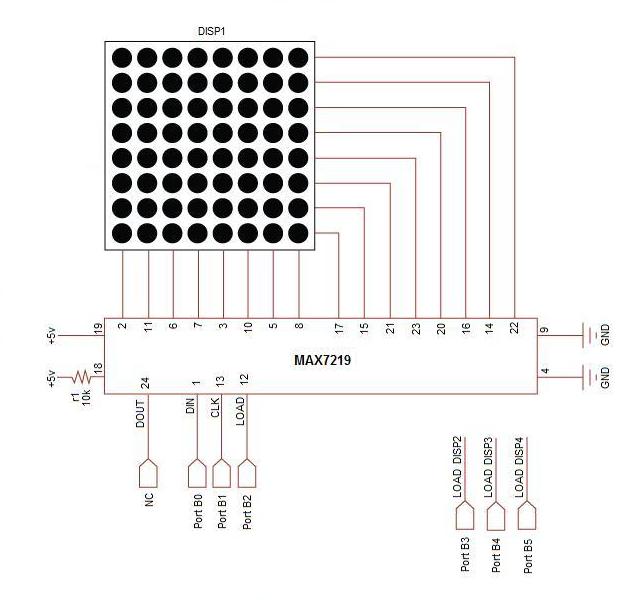 DISP1
2 11 6 7 3 10 5 8 17 15 21 23 20 16 14 22
+5v 19
9 GND
MAX7219
+5v 18
r1
10k
4 GND
24 1 13 12
DOUT DIN CLK LOAD
NC Port B0 Port B1 Port B2
LOAD DISP2 LOAD DISP3 LOAD DISP4
Port B3 Port B4 Port B5